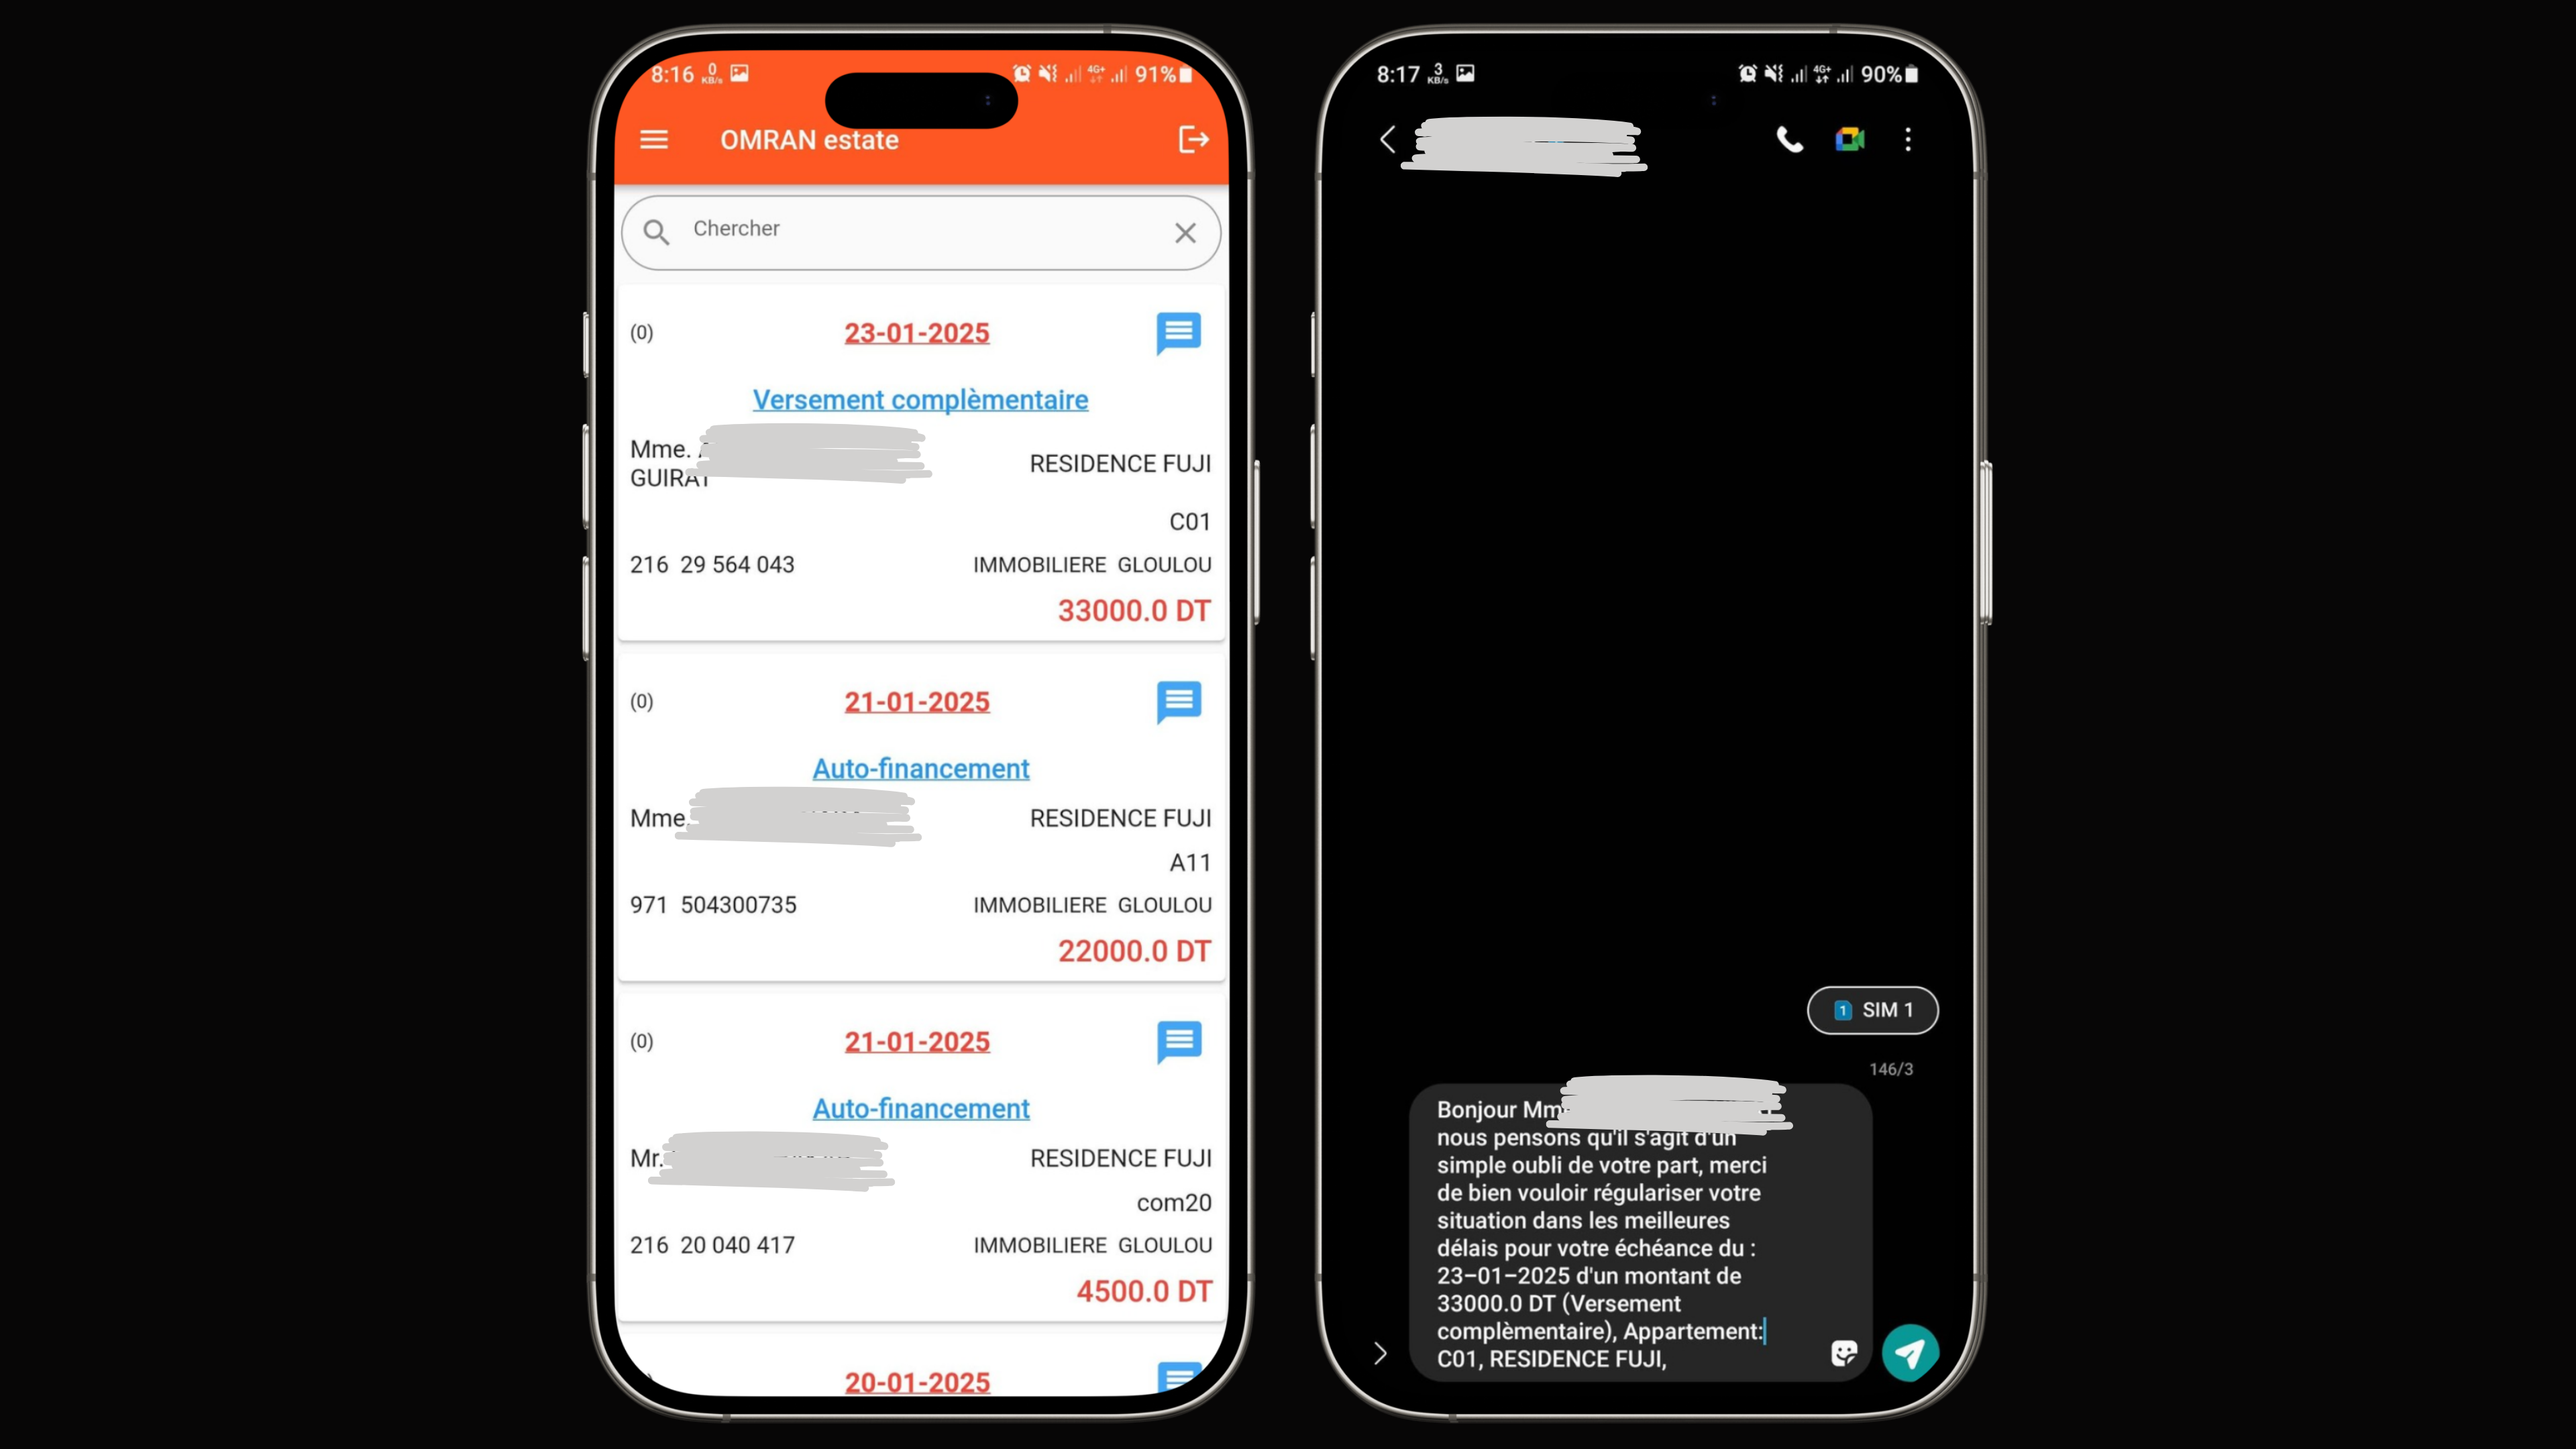 8:16 0 KB/s 4G+ 91%
OMRAN estate
Chercher
(0) 23-01-2025
Versement complèmentaire
Mme. RESIDENCE FUJI
GUIRAT
C01
216 29 564 043 IMMOBILIERE GLOULOU
33000.0 DT
(0) 21-01-2025
Auto-financement
Mme. RESIDENCE FUJI
A11
971 504300735 IMMOBILIERE GLOULOU
22000.0 DT
(0) 21-01-2025
Auto-financement
Mr. RESIDENCE FUJI
com20
216 20 040 417 IMMOBILIERE GLOULOU
4500.0 DT
20-01-2025
8:17 3 KB/s 4G+ 90%
1 SIM 1
146/3
Bonjour
nous pensons qu'il s'agit d'un
simple oubli de votre part, merci
de bien vouloir régulariser votre
situation dans les meilleures
délais pour votre échéance du :
23–01–2025 d'un montant de
33000.0 DT (Versement
complèmentaire), Appartement:
C01, RESIDENCE FUJI,